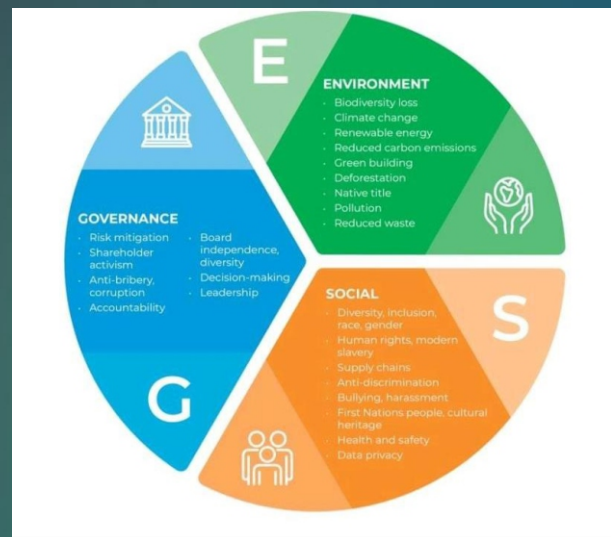 E
ENVIRONMENT
· Biodiversity loss
· Climate change
· Renewable energy
· Reduced carbon emissions
· Green building
· Deforestation
· Native title
· Pollution
· Reduced waste
S
SOCIAL
· Diversity, inclusion,
race, gender
· Human rights, modern
slavery
· Supply chains
· Anti-discrimination
· Bullying, harassment
· First Nations people, cultural
heritage
· Health and safety
· Data privacy
G
GOVERNANCE
· Risk mitigation
· Shareholder
activism
· Anti-bribery,
corruption
· Accountability
· Board
independence,
diversity
· Decision-making
· Leadership